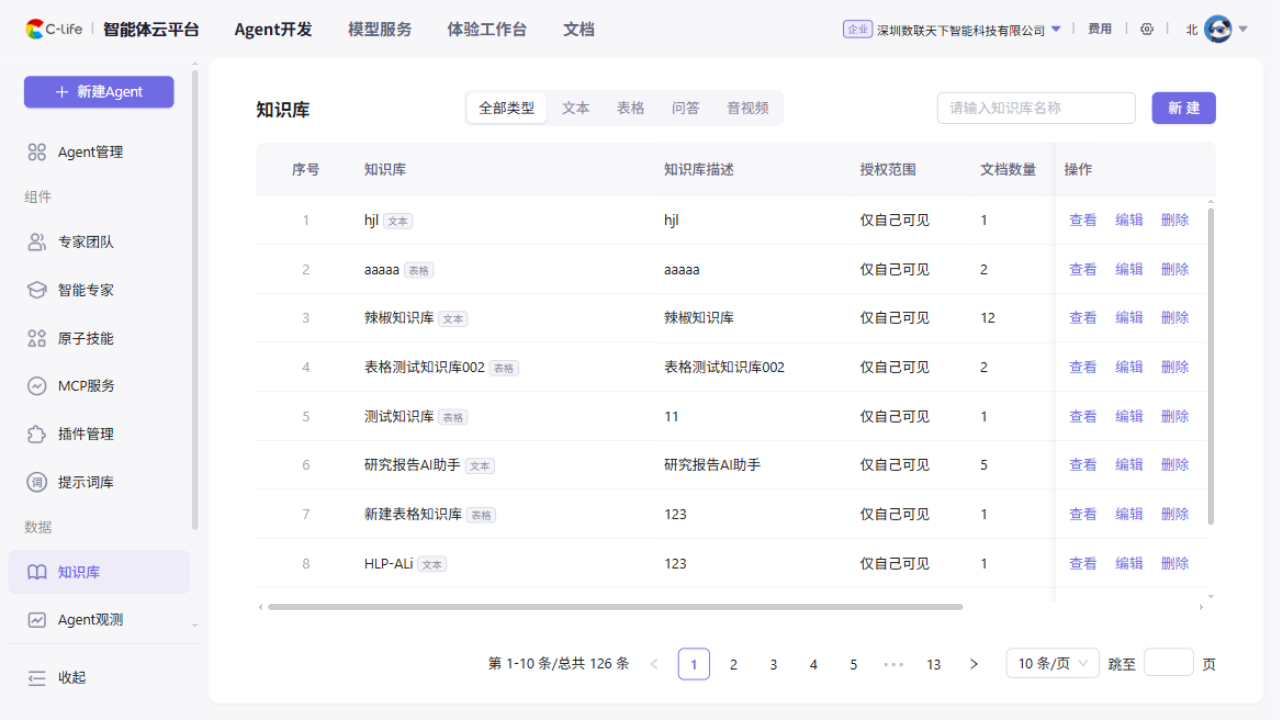 C-life 智能体云平台 Agent开发 模型服务 体验工作台 文档 企业 深圳数联天下智能科技有限公司 费用 北
新建Agent
Agent管理
组件
专家团队
智能专家
原子技能
MCP服务
插件管理
词 提示词库
数据
知识库
Agent观测
收起
知识库 全部类型 文本 表格 问答 音视频 请输入知识库名称 新 建
序号 知识库 知识库描述 授权范围 文档数量 操作
1 hjl 文本 hjl 仅自己可见 1 查看 编辑 删除
2 aaaaa 表格 aaaaa 仅自己可见 2 查看 编辑 删除
3 辣椒知识库 文本 辣椒知识库 仅自己可见 12 查看 编辑 删除
4 表格测试知识库002 表格 表格测试知识库002 仅自己可见 2 查看 编辑 删除
5 测试知识库 表格 11 仅自己可见 1 查看 编辑 删除
6 研究报告AI助手 文本 研究报告AI助手 仅自己可见 5 查看 编辑 删除
7 新建表格知识库 表格 123 仅自己可见 1 查看 编辑 删除
8 HLP-ALi 文本 123 仅自己可见 1 查看 编辑 删除
第 1-10 条/总共 126 条 1 2 3 4 5 ••• 13 10 条/页 跳至 页